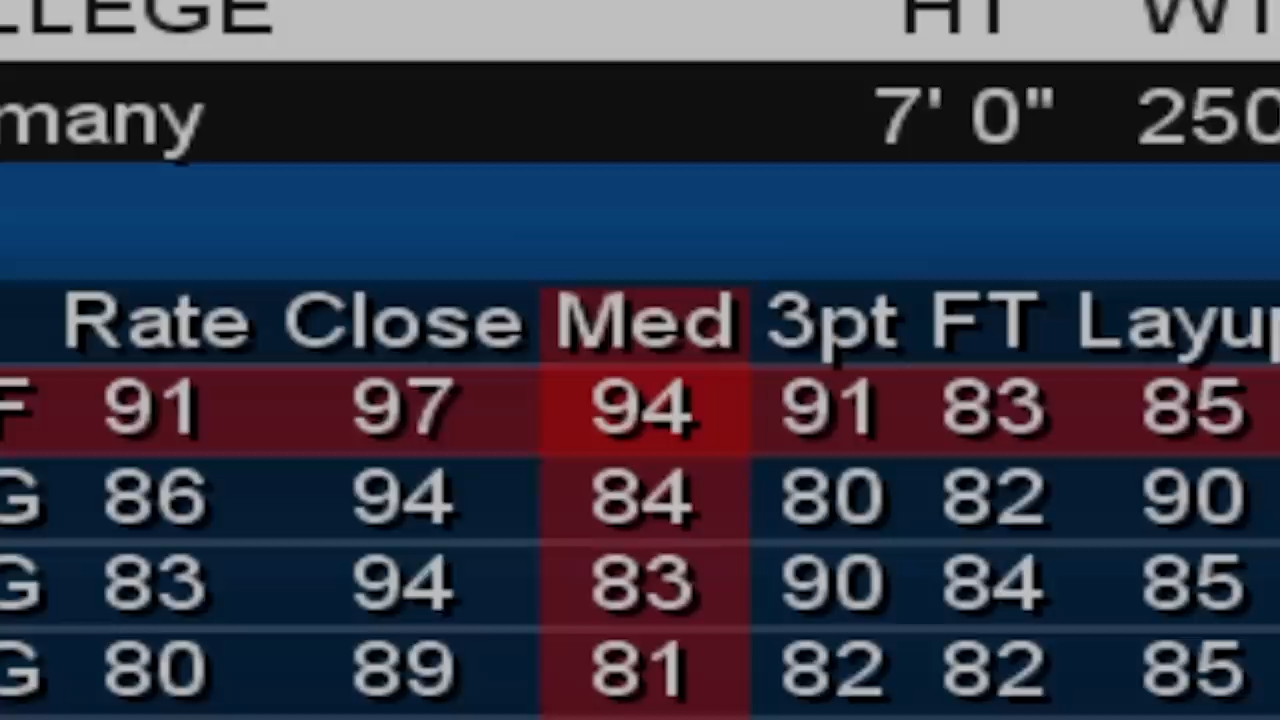 LLEGE HT WT
many 7' 0" 250
Rate Close Med 3pt FT Layup
F 91 97 94 91 83 85
G 86 94 84 80 82 90
G 83 94 83 90 84 85
G 80 89 81 82 82 85